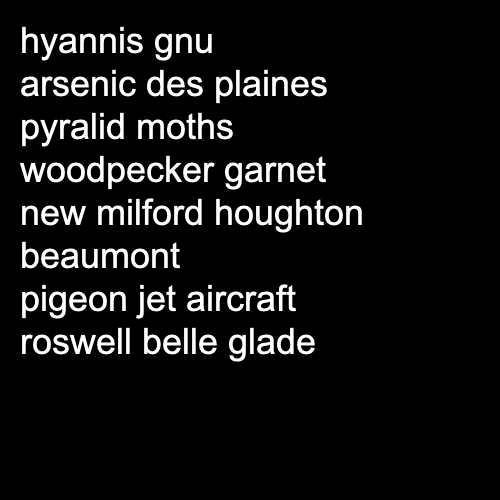 hyannis gnu
arsenic des plaines
pyralid moths
woodpecker garnet
new milford houghton
beaumont
pigeon jet aircraft
roswell belle glade